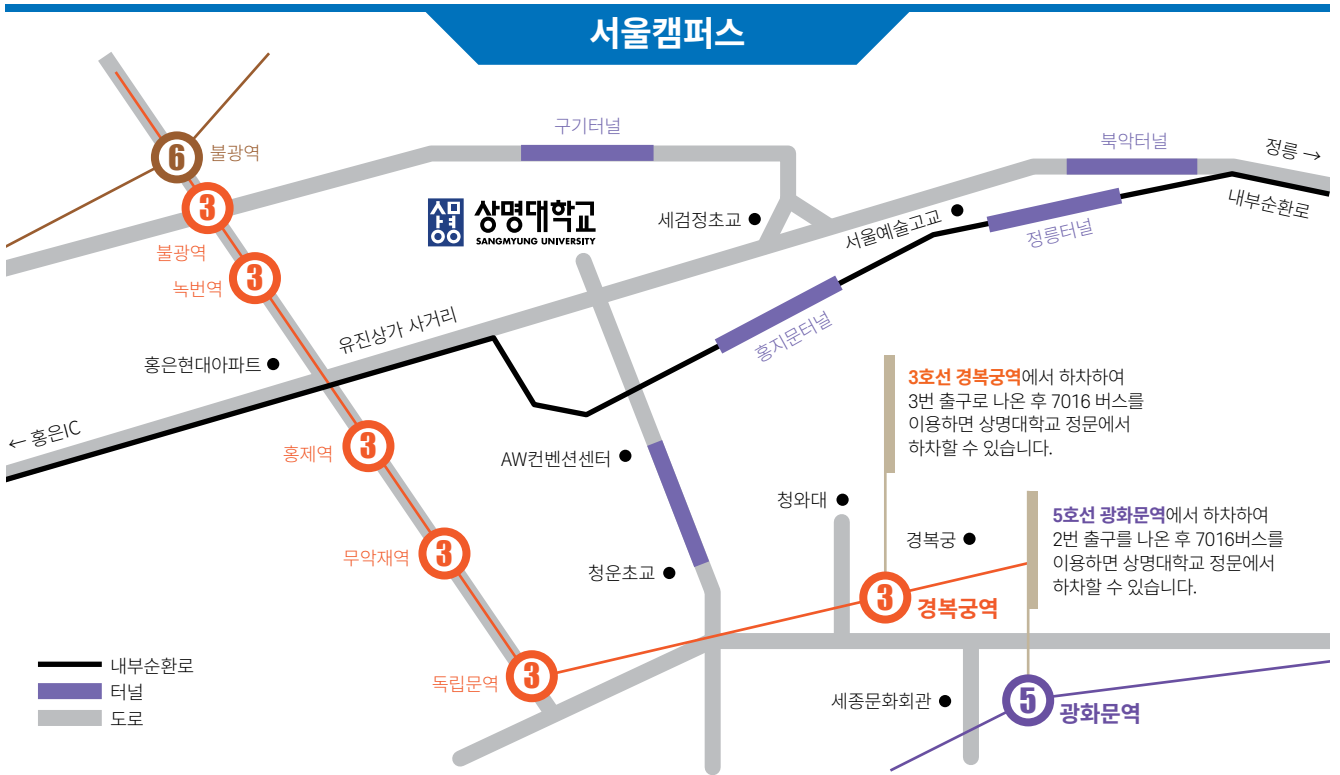 서울캠퍼스
구기터널
북악터널
정릉 →
6
불광역
내부순환로
3
상명
상명대학교
SANGMYUNG UNIVERSITY
세검정초교
서울예술고교
정릉터널
불광역
녹번역
3
유진상가 사거리
홍지문터널
홍은현대아파트
3호선 경복궁역에서 하차하여
3번 출구로 나온 후 7016 버스를
이용하면 상명대학교 정문에서
하차할 수 있습니다.
← 홍은IC
홍제역
3
AW컨벤션센터
청와대
5호선 광화문역에서 하차하여
2번 출구를 나온 후 7016버스를
이용하면 상명대학교 정문에서
하차할 수 있습니다.
경복궁
무악재역
3
청운초교
3
경복궁역
내부순환로
터널
도로
독립문역
3
세종문화회관
5
광화문역